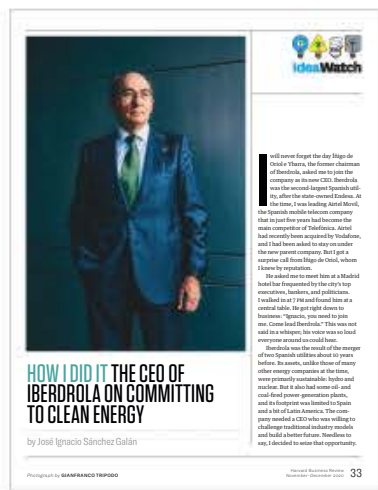 ideaWatch
I will never forget the day Íñigo de
Oriol e Ybarra, the former chairman
of Iberdrola, asked me to join the
company as its new CEO. Iberdrola
was the second-largest Spanish util-
ity, after the state-owned Endesa. At
the time, I was leading Airtel Movil,
the Spanish mobile telecom company
that in just five years had become the
main competitor of Telefónica. Airtel
had recently been acquired by Vodafone,
and I had been asked to stay on under
the new parent company. But I got a
surprise call from Íñigo de Oriol, whom
I knew by reputation.
He asked me to meet him at a Madrid
hotel bar frequented by the city's top
executives, bankers, and politicians.
I walked in at 7 PM and found him at a
central table. He got right down to
business: "Ignacio, you need to join
me. Come lead Iberdrola." This was not
said in a whisper; his voice was so loud
everyone around us could hear.
Iberdrola was the result of the merger
of two Spanish utilities about 10 years
before. Its assets, unlike those of many
other energy companies at the time,
were primarily sustainable: hydro and
nuclear. But it also had some oil- and
coal-fired power-generation plants,
and its footprint was limited to Spain
and a bit of Latin America. The com-
pany needed a CEO who was willing to
challenge traditional industry models
and build a better future. Needless to
say, I decided to seize that opportunity.
HOW I DID IT THE CEO OF
IBERDROLA ON COMMITTING
TO CLEAN ENERGY
by José Ignacio Sánchez Galán
Photograph by GIANFRANCO TRIPODO
Harvard Business Review
November–December 2020 33